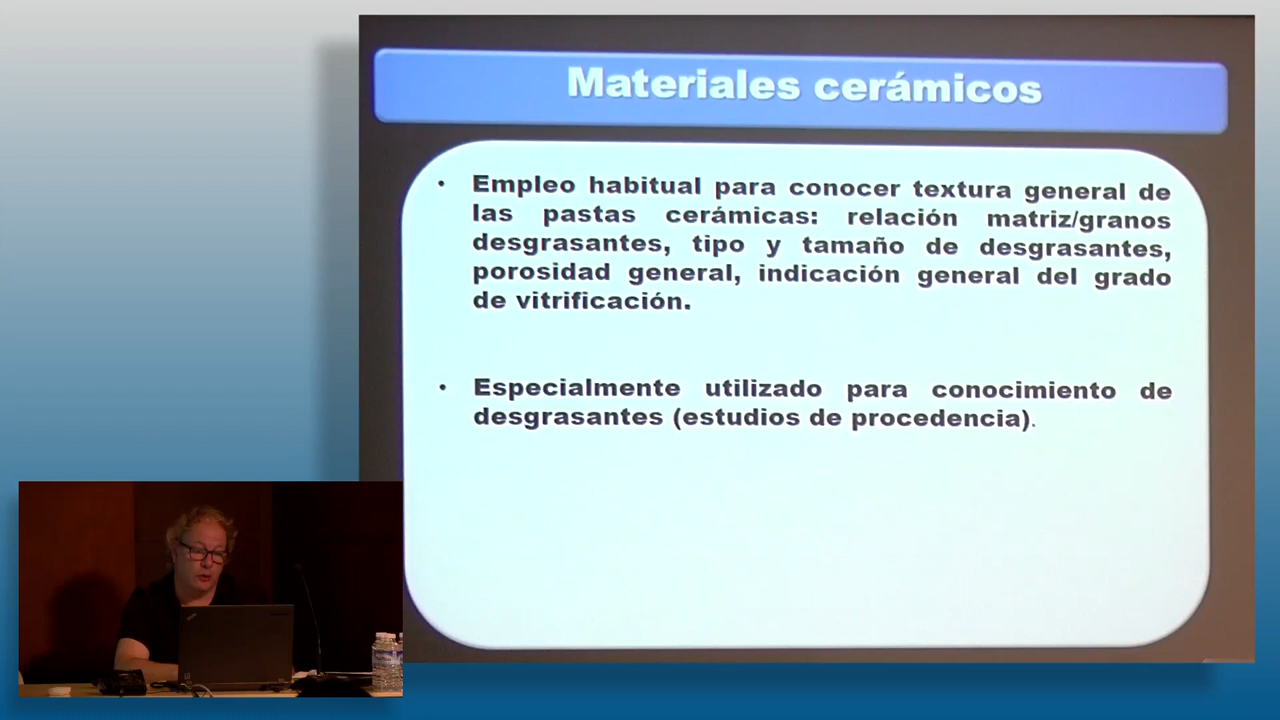 Materiales cerámicos
• Empleo habitual para conocer textura general de
las pastas cerámicas: relación matriz/granos
desgrasantes, tipo y tamaño de desgrasantes,
porosidad general, indicación general del grado
de vitrificación.
• Especialmente utilizado para conocimiento de
desgrasantes (estudios de procedencia).